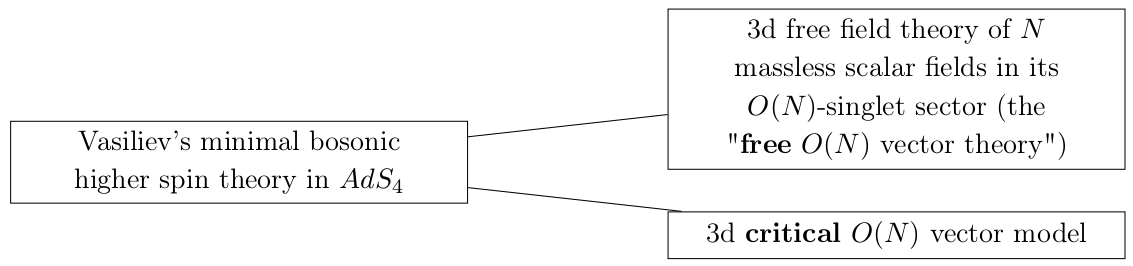 Vasiliev's minimal bosonic
higher spin theory in AdS₄
3d free field theory of N
massless scalar fields in its
O(N)-singlet sector (the
"free O(N) vector theory")
3d critical O(N) vector model